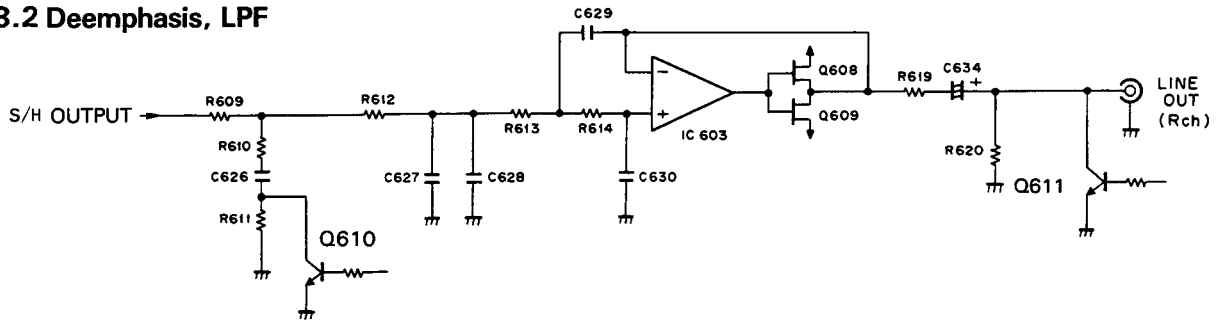 3.2 Deemphasis, LPF
C629
Q608
R619
C634
+
LINE
OUT
(Rch)
S/H OUTPUT
R609
R612
R613
R614
−
+
IC 603
Q609
R610
C626
R611
Q610
C627
C628
C630
R620
Q611